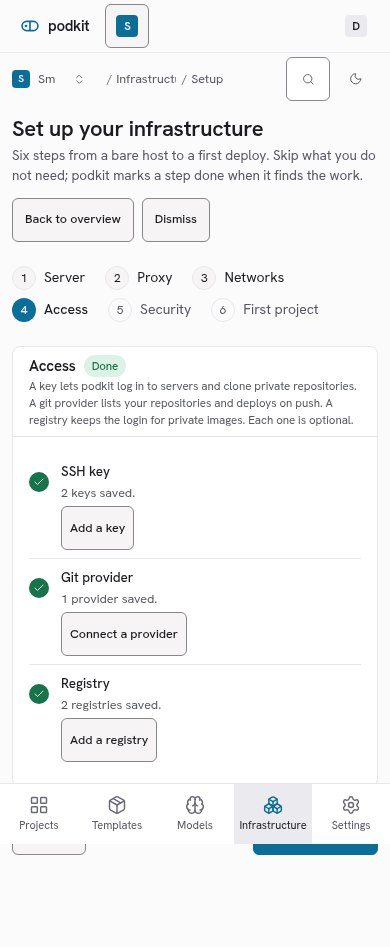 podkit
S
D
S Sm / Infrastruct / Setup
Set up your infrastructure
Six steps from a bare host to a first deploy. Skip what you do
not need; podkit marks a step done when it finds the work.
Back to overview Dismiss
1 Server 2 Proxy 3 Networks
4 Access 5 Security 6 First project
Access Done
A key lets podkit log in to servers and clone private repositories.
A git provider lists your repositories and deploys on push. A
registry keeps the login for private images. Each one is optional.
SSH key
2 keys saved.
Add a key
Git provider
1 provider saved.
Connect a provider
Registry
2 registries saved.
Add a registry
Projects Templates Models Infrastructure Settings